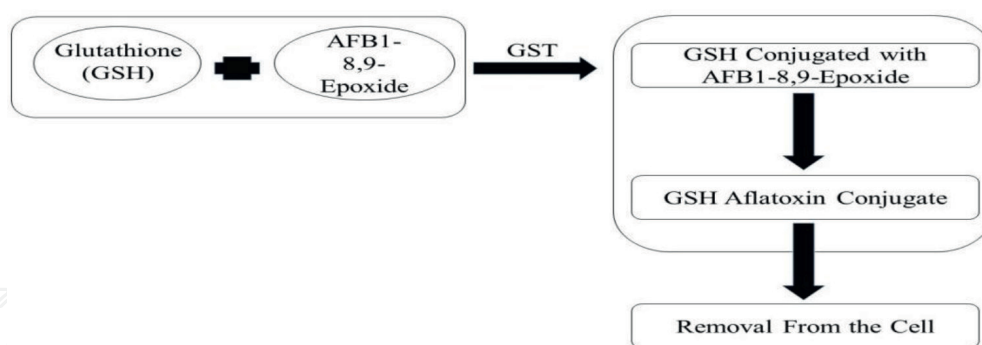 Glutathione
(GSH)
AFB1-
8,9-
Epoxide
GST
GSH Conjugated with
AFB1-8,9-Epoxide
GSH Aflatoxin Conjugate
Removal From the Cell